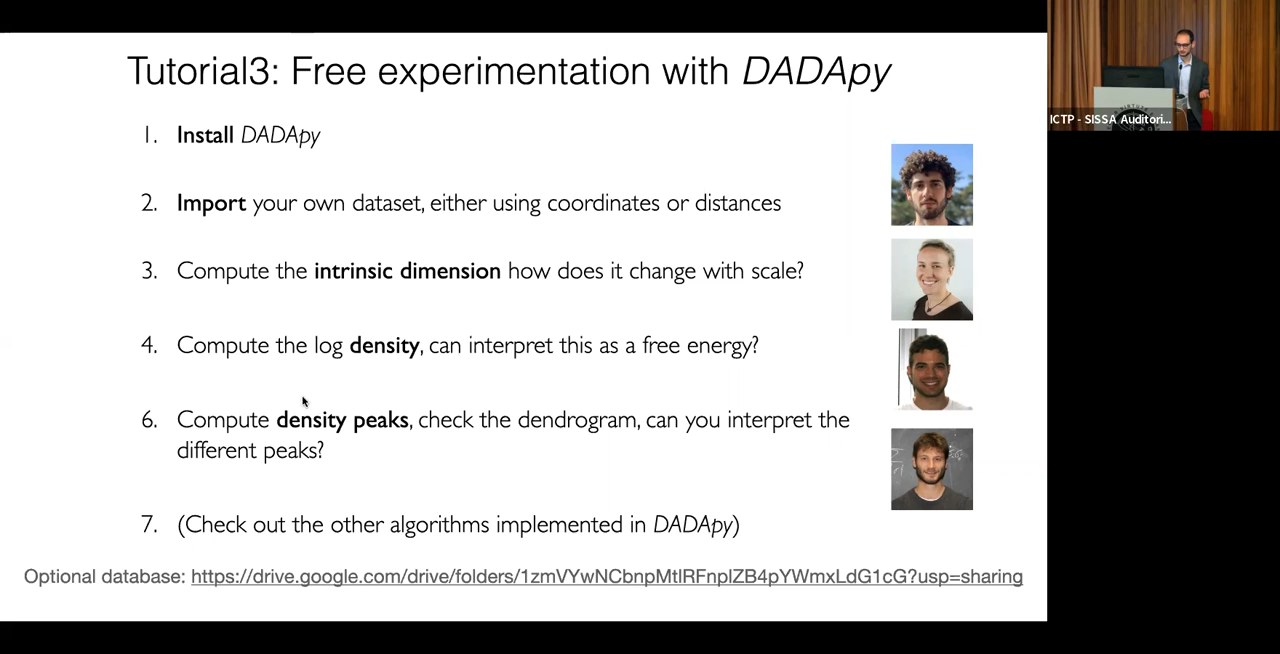 Tutorial3: Free experimentation with DADApy
1. Install DADApy
2. Import your own dataset, either using coordinates or distances
3. Compute the intrinsic dimension how does it change with scale?
4. Compute the log density, can interpret this as a free energy?
6. Compute density peaks, check the dendrogram, can you interpret the
different peaks?
7. (Check out the other algorithms implemented in DADApy)
Optional database: https://drive.google.com/drive/folders/1zmVYwNCbnpMtlRFnplZB4pYWmxLdG1cG?usp=sharing
ICTP - SISSA Auditori...